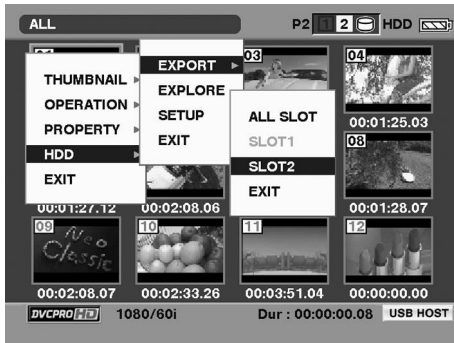 ALL P2 1 2 HDD
01 03 04
THUMBNAIL
OPERATION
PROPERTY
HDD
EXIT
EXPORT
EXPLORE
SETUP
EXIT
ALL SLOT
SLOT1
SLOT2
EXIT
00:01:25.03
08
00:01:27.12 00:02:08.06 00:01:28.07
09 10 11 12
Neo
Classic
00:02:08.07 00:02:33.26 00:03:51.04 00:00:00.00
DVCPRO HD 1080/60i Dur : 00:00:00.08 USB HOST